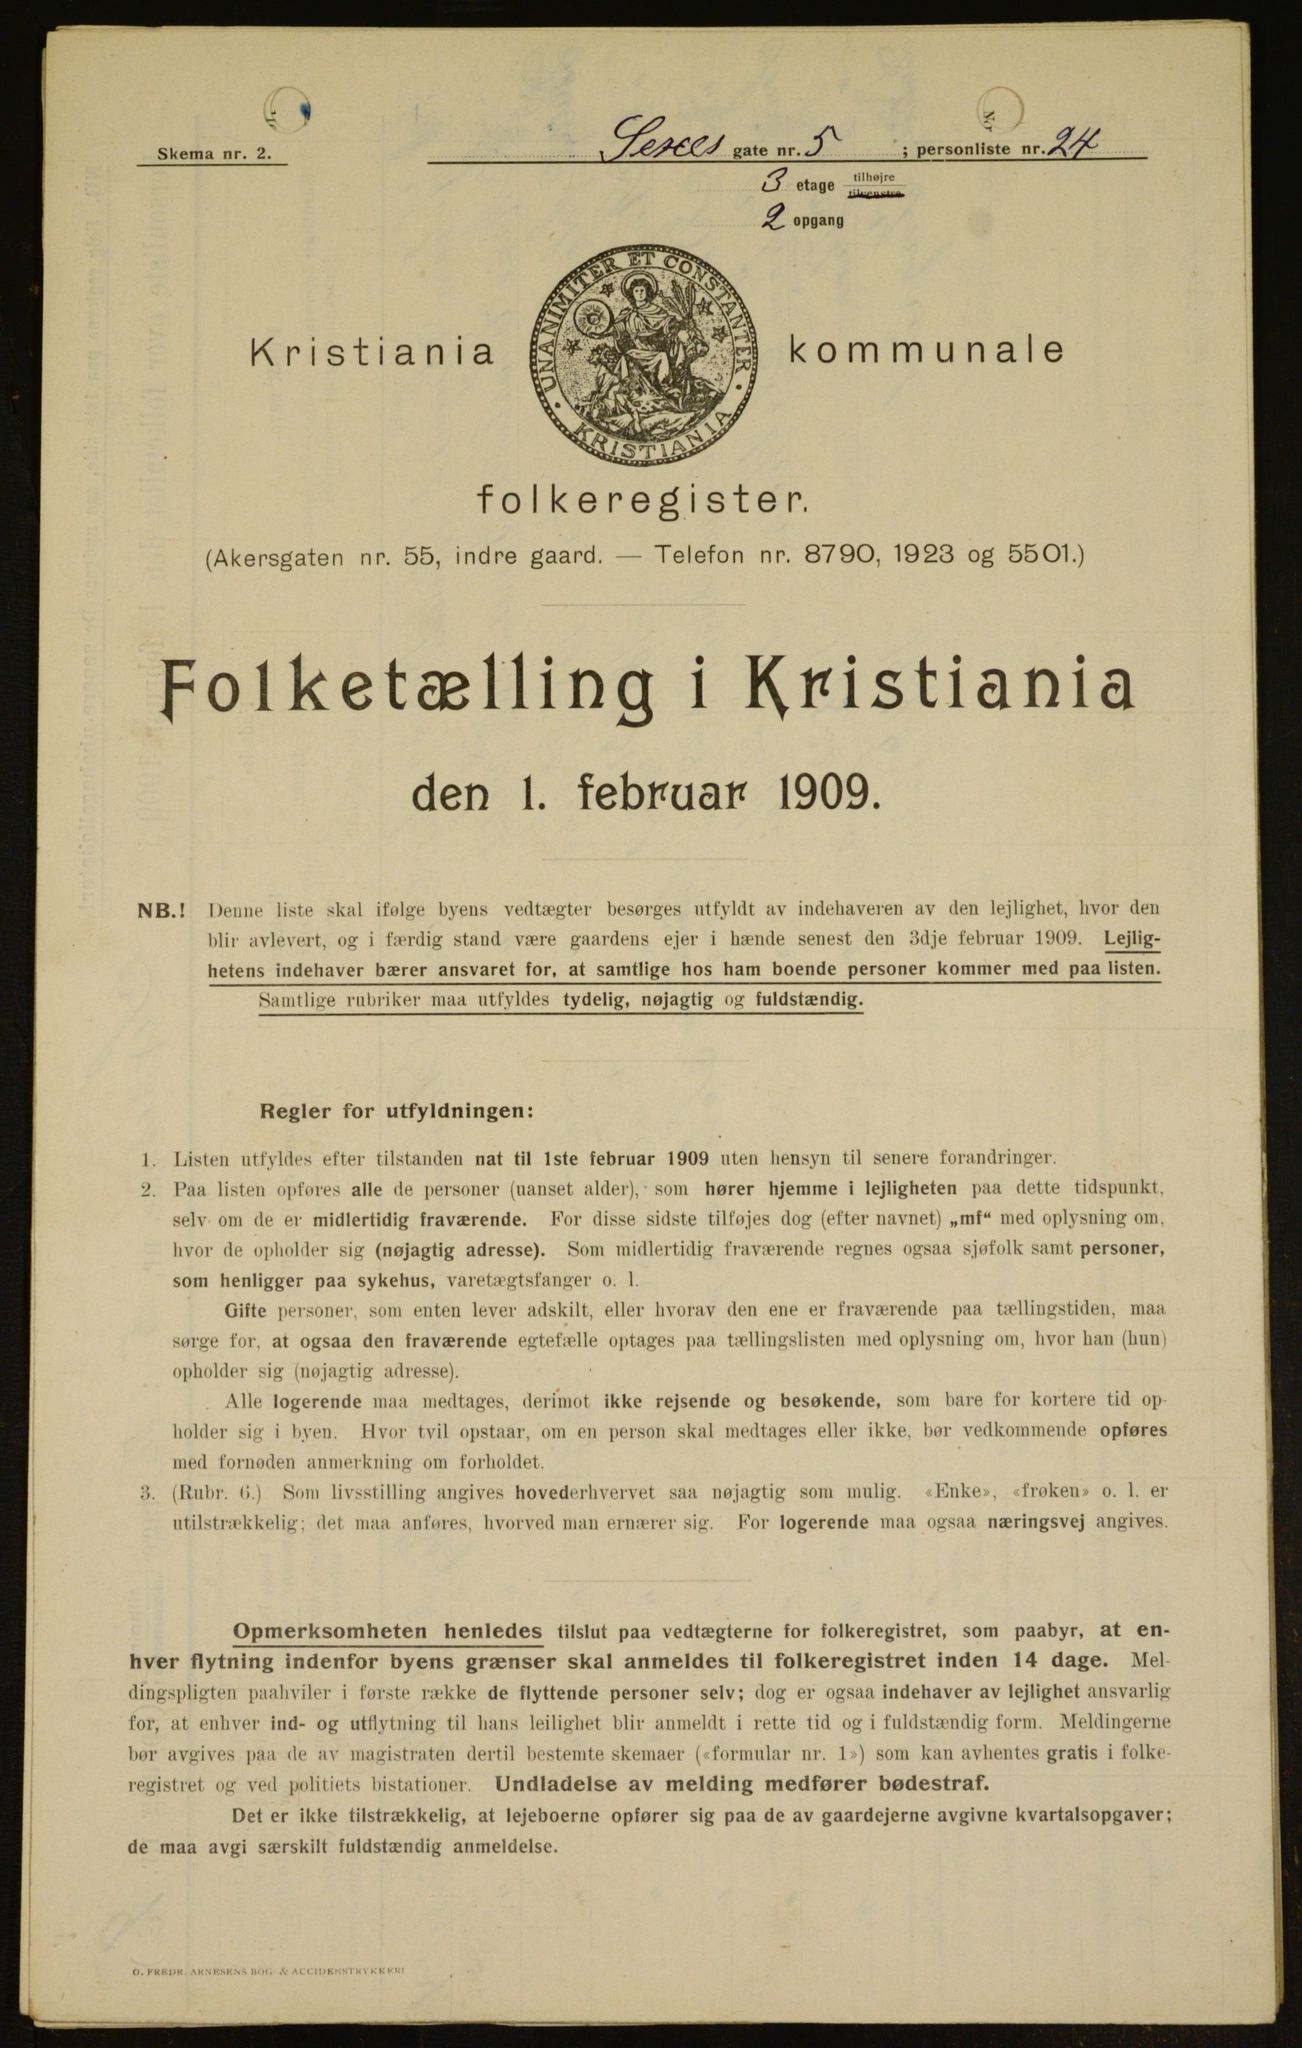 Skema nr. 2.
Sexes gate nr. 5 ; personliste nr. 24
3 etage tilhøjre tilvenstre
2 opgang
UNANIMITER ET CONSTANTER
KRISTIANIA
Kristiania kommunale
folkeregister.
(Akersgaten nr. 55, indre gaard. — Telefon nr. 8790, 1923 og 5501.)
Folketælling i Kristiania
den 1. februar 1909.
NB.! Denne liste skal ifølge byens vedtægter besørges utfyldt av indehaveren av den lejlighet, hvor den
blir avlevert, og i færdig stand være gaardens ejer i hænde senest den 3dje februar 1909. Lejlig-
hetens indehaver bærer ansvaret for, at samtlige hos ham boende personer kommer med paa listen.
Samtlige rubriker maa utfyldes tydelig, nøjagtig og fuldstændig.
Regler for utfyldningen:
1. Listen utfyldes efter tilstanden nat til 1ste februar 1909 uten hensyn til senere forandringer.
2. Paa listen opføres alle de personer (uanset alder), som hører hjemme i lejligheten paa dette tidspunkt,
selv om de er midlertidig fraværende. For disse sidste tilføjes dog (efter navnet) „mf“ med oplysning om,
hvor de opholder sig (nøjagtig adresse). Som midlertidig fraværende regnes ogsaa sjøfolk samt personer,
som henligger paa sykehus, varetægtsfanger o. l.
Gifte personer, som enten lever adskilt, eller hvorav den ene er fraværende paa tællingstiden, maa
sørge for, at ogsaa den fraværende egtefælle optages paa tællingslisten med oplysning om, hvor han (hun)
opholder sig (nøjagtig adresse).
Alle logerende maa medtages, derimot ikke rejsende og besøkende, som bare for kortere tid op-
holder sig i byen. Hvor tvil opstaar, om en person skal medtages eller ikke, bør vedkommende opføres
med fornøden anmerkning om forholdet.
3. (Rubr. 6.) Som livsstilling angives hovederhvervet saa nøjagtig som mulig. «Enke», «frøken» o. l. er
utilstrækkelig; det maa anføres, hvorved man ernærer sig. For logerende maa ogsaa næringsvej angives.
Opmerksomheten henledes tilslut paa vedtægterne for folkeregistret, som paabyr, at en-
hver flytning indenfor byens grænser skal anmeldes til folkeregistret inden 14 dage. Mel-
dingspligten paahviler i første række de flyttende personer selv; dog er ogsaa indehaver av lejlighet ansvarlig
for, at enhver ind- og utflytning til hans leilighet blir anmeldt i rette tid og i fuldstændig form. Meldingerne
bør avgives paa de av magistraten dertil bestemte skemaer («formular nr. 1») som kan avhentes gratis i folke-
registret og ved politiets bistationer. Undladelse av melding medfører bødestraf.
Det er ikke tilstrækkelig, at lejeboerne opfører sig paa de av gaardejerne avgivne kvartalsopgaver;
de maa avgi særskilt fuldstændig anmeldelse.
O. FREDR. ARNESENS BOG- & ACCIDENSTRYKKERI